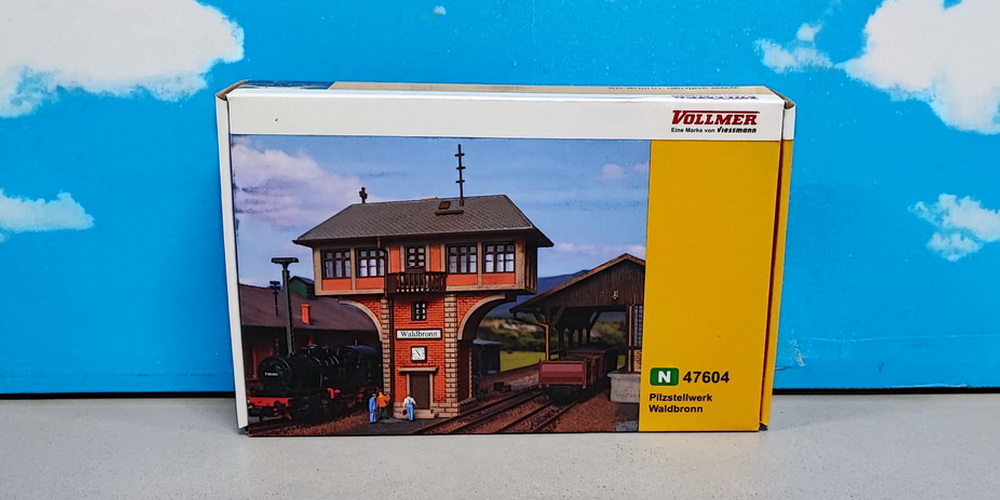 VOLLMER
Eine Marke von Viessmann
Waldbronn
N 47604
Pilzstellwerk
Waldbronn